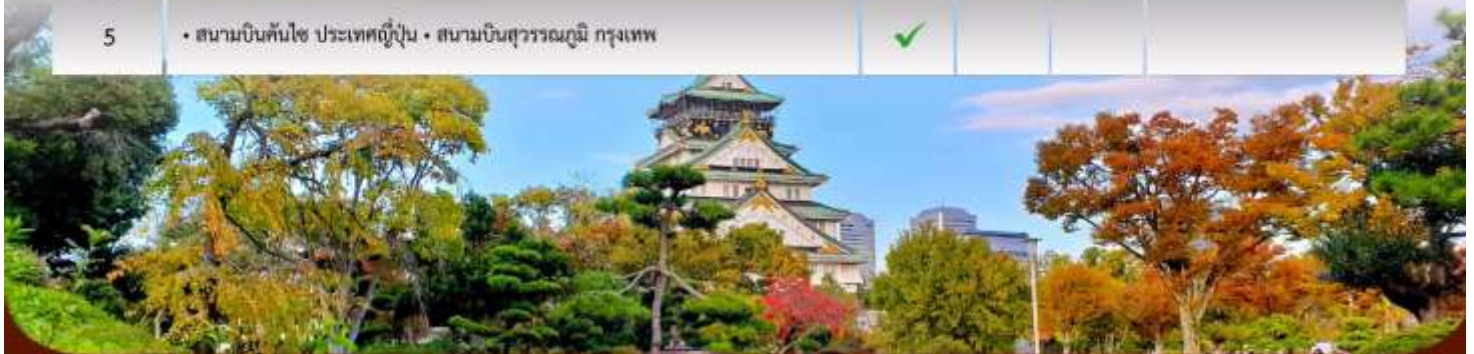 5 • สนามบินคันไซ ประเทศญี่ปุ่น • สนามบินสุวรรณภูมิ กรุงเทพ ✓